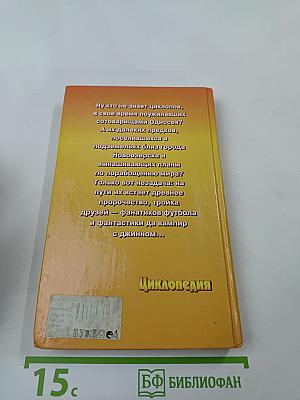 Ну кто не знает циклопов,
в свое время поужинавших
сотоварищами Одиссея?
А их далеких предков,
поселившихся в
подземельях близ города
Новоозерска и
вынашивающих планы
по порабощению мира?
Только вот незадача: на
пути их встает древнее
пророчество, тройка
друзей — фанатиков футбола
и фантастики да вампир
с джинном...
Циклопедия
15 с
БФ БИБЛИОФАН